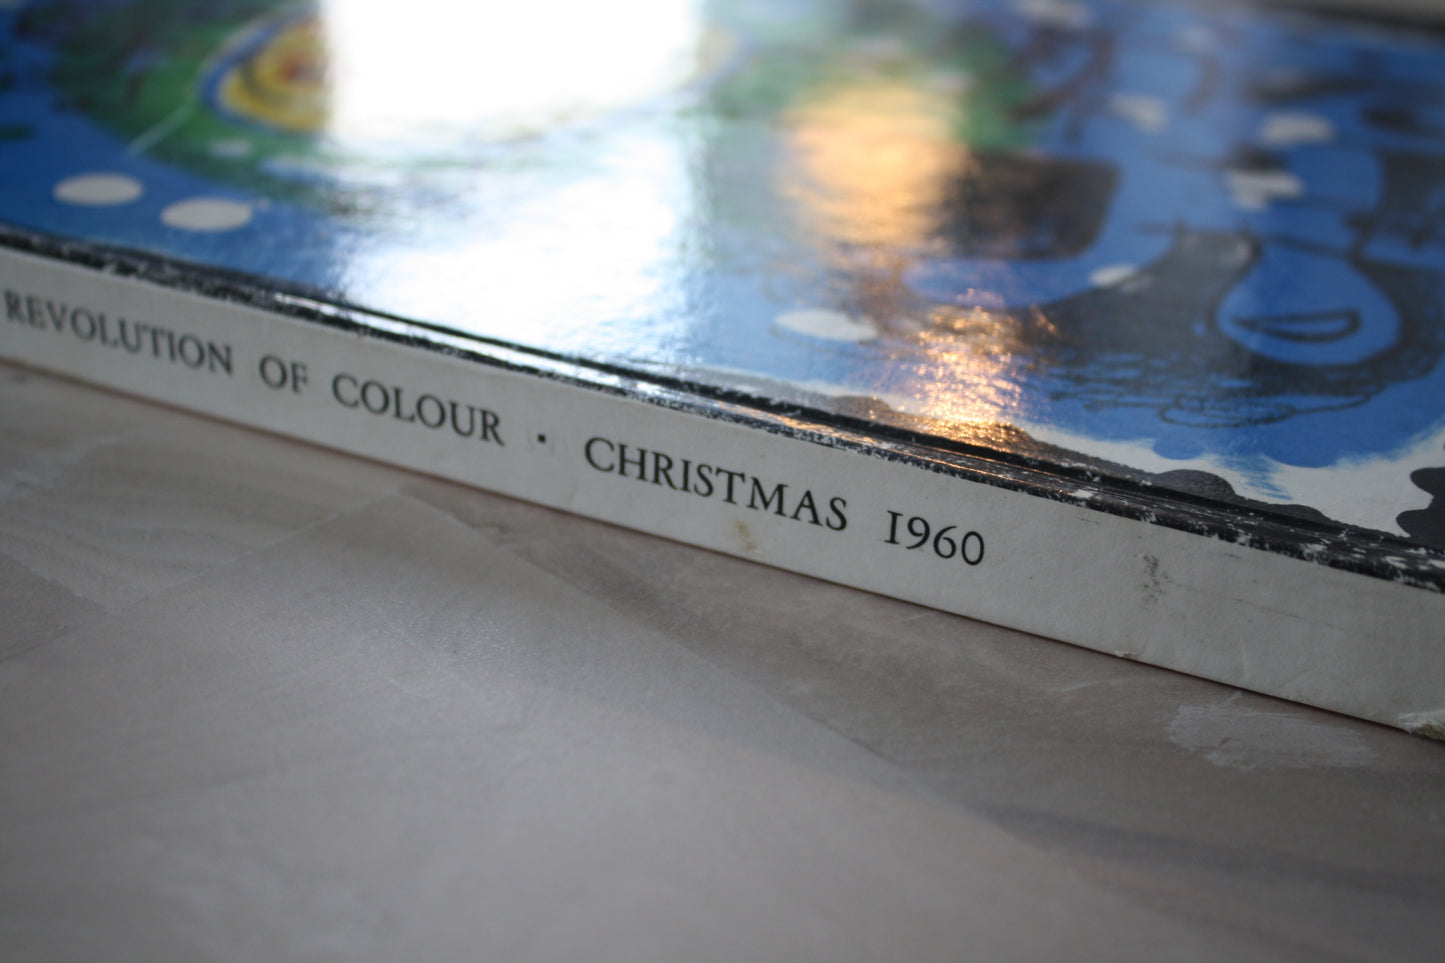 REVOLUTION OF COLOUR · CHRISTMAS 1960